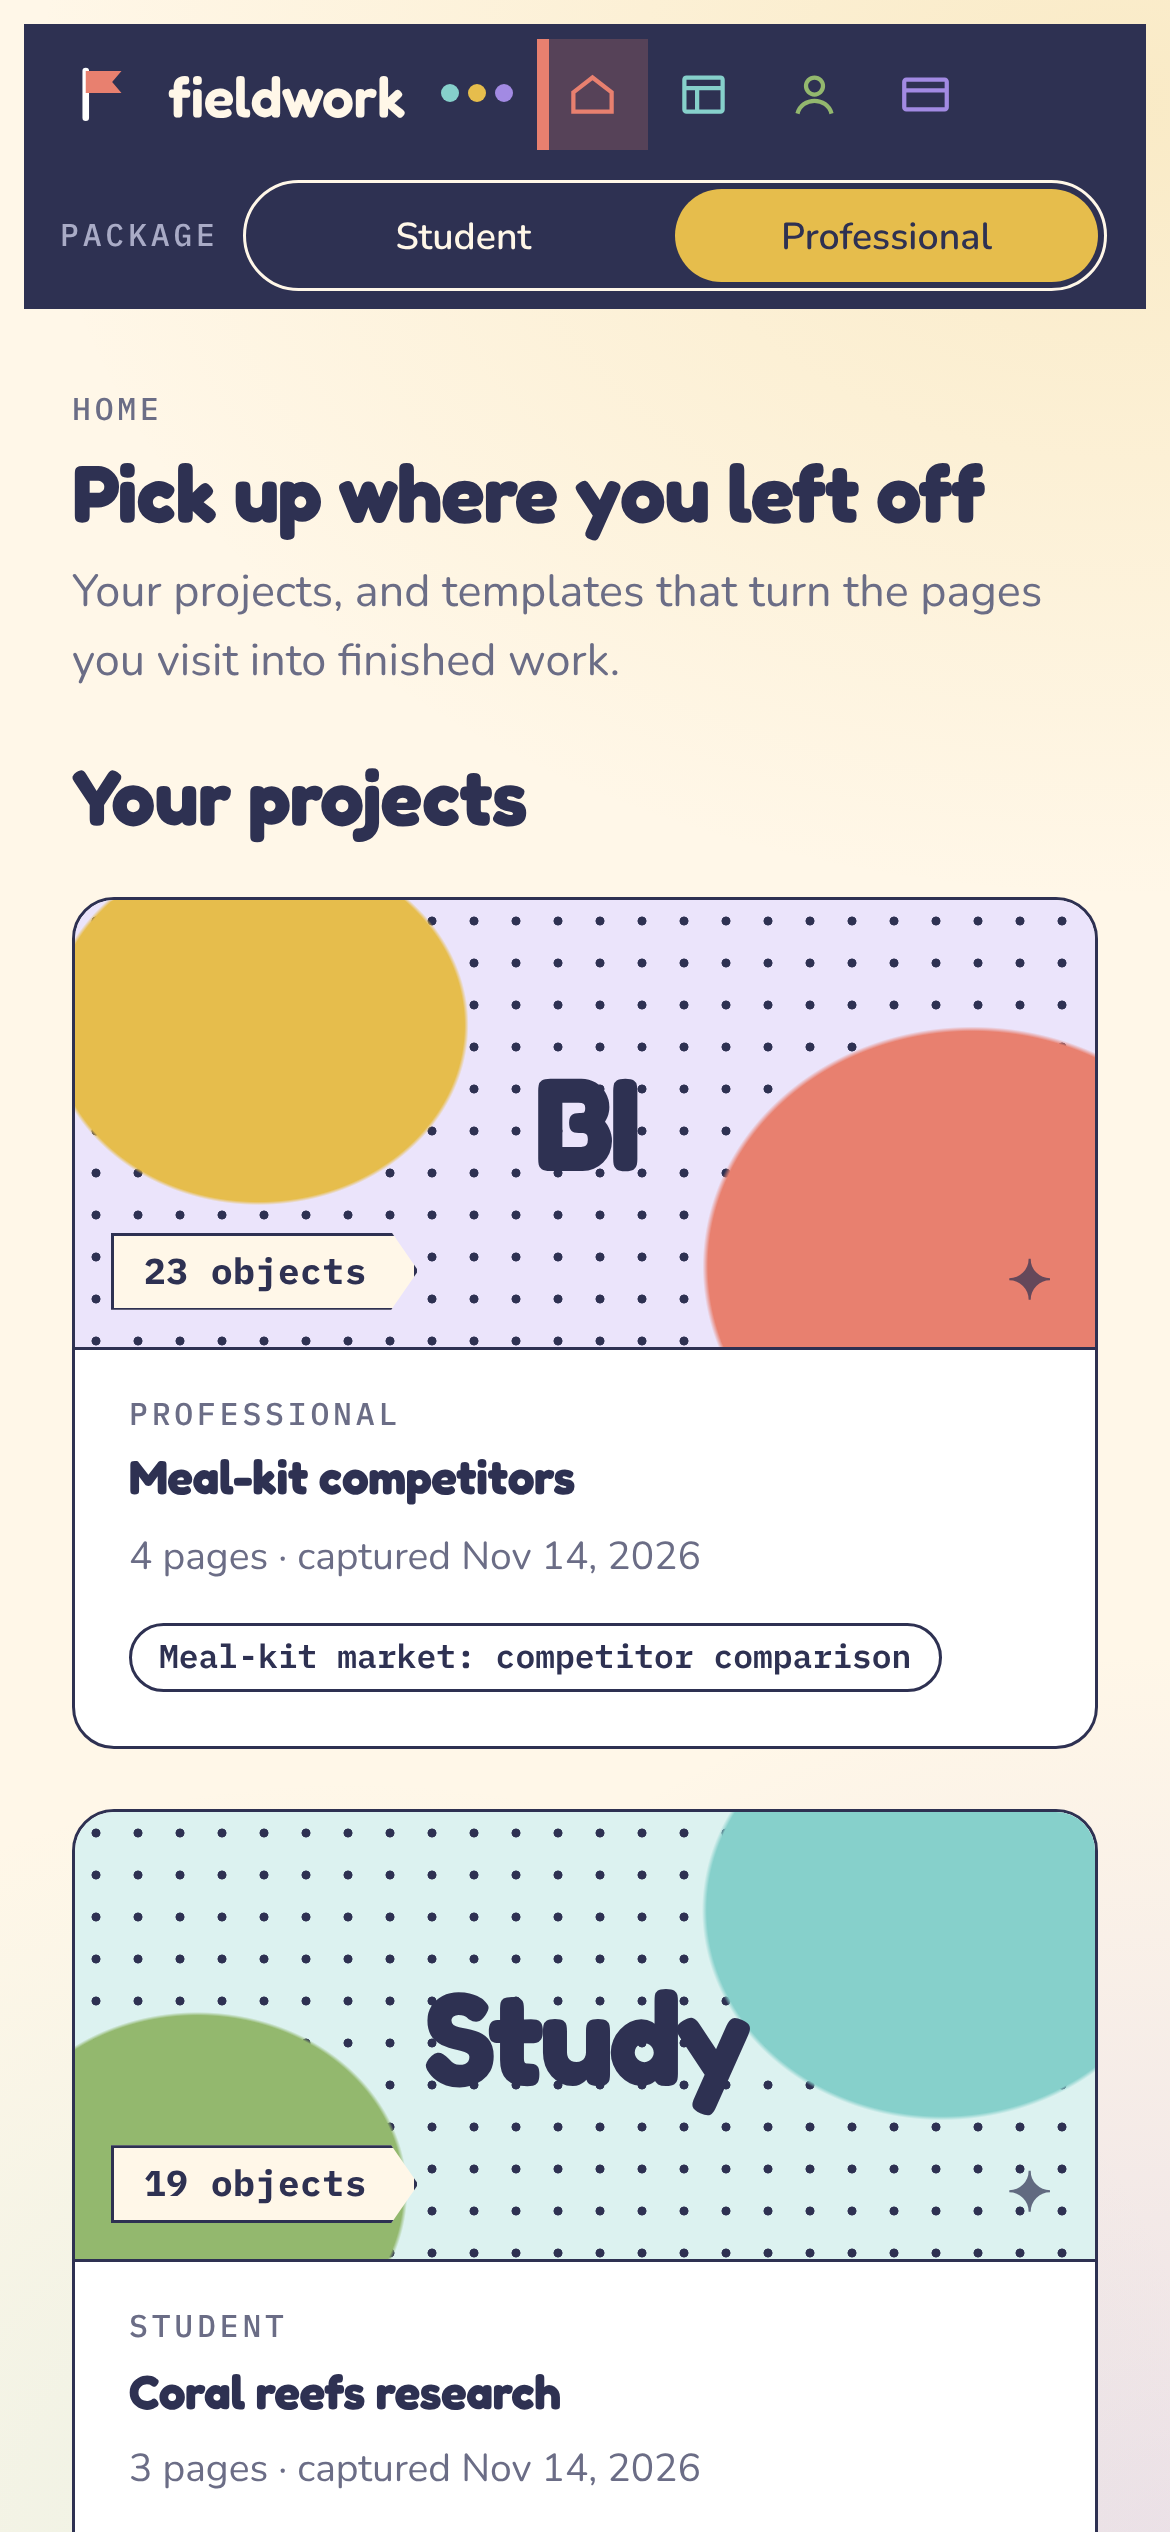 fieldwork
PACKAGE
Student
Professional
HOME
Pick up where you left off
Your projects, and templates that turn the pages
you visit into finished work.
Your projects
BI
23 objects
PROFESSIONAL
Meal-kit competitors
4 pages · captured Nov 14, 2026
Meal-kit market: competitor comparison
Study
19 objects
STUDENT
Coral reefs research
3 pages · captured Nov 14, 2026